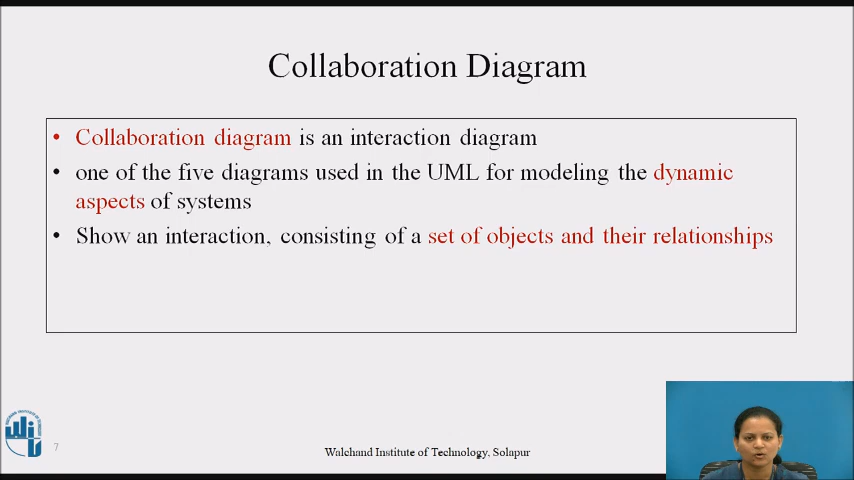 Collaboration Diagram
• Collaboration diagram is an interaction diagram
• one of the five diagrams used in the UML for modeling the dynamic
aspects of systems
• Show an interaction, consisting of a set of objects and their relationships
7
Walchand Institute of Technology, Solapur